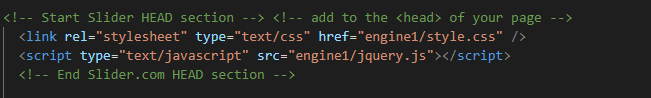 <!-- Start Slider HEAD section --> <!-- add to the <head> of your page -->
<link rel="stylesheet" type="text/css" href="engine1/style.css" />
<script type="text/javascript" src="engine1/jquery.js"></script>
<!-- End Slider.com HEAD section -->